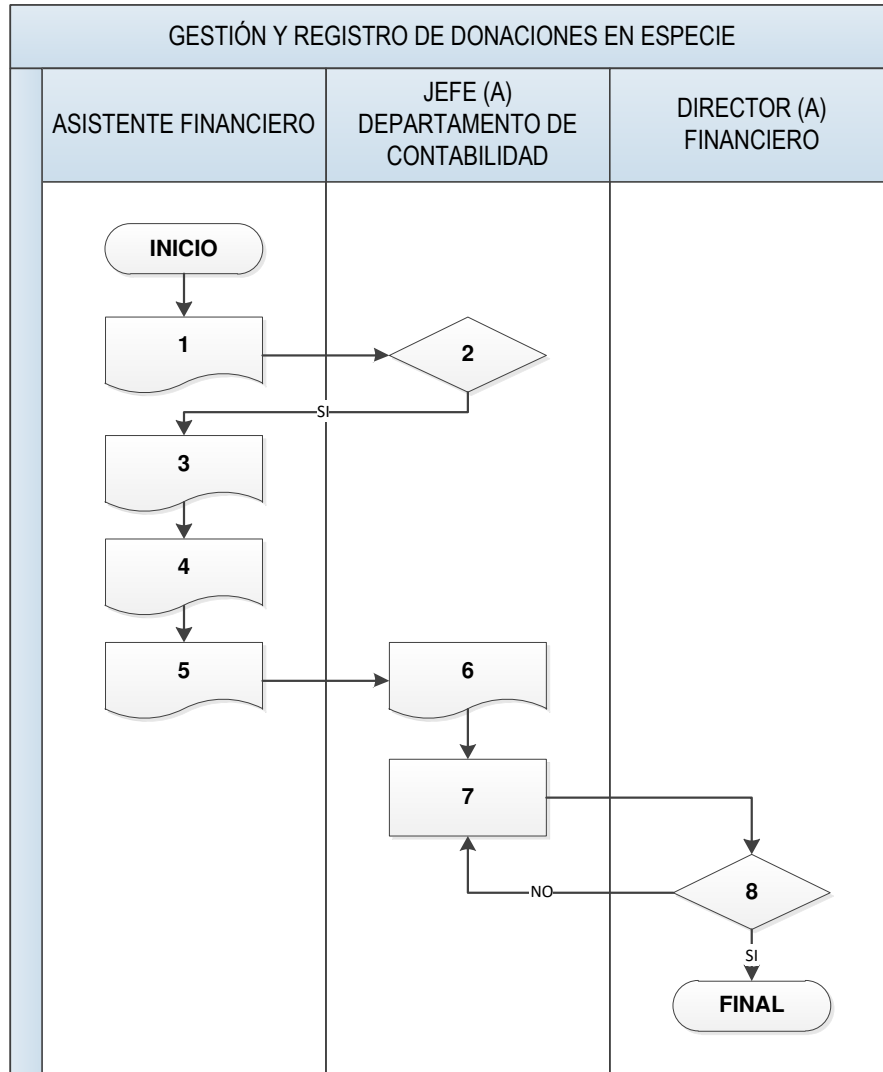 GESTIÓN Y REGISTRO DE DONACIONES EN ESPECIE
ASISTENTE FINANCIERO
JEFE (A)
DEPARTAMENTO DE
CONTABILIDAD
DIRECTOR (A)
FINANCIERO
INICIO
1
2
SI
3
4
5
6
7
8
NO
SI
FINAL